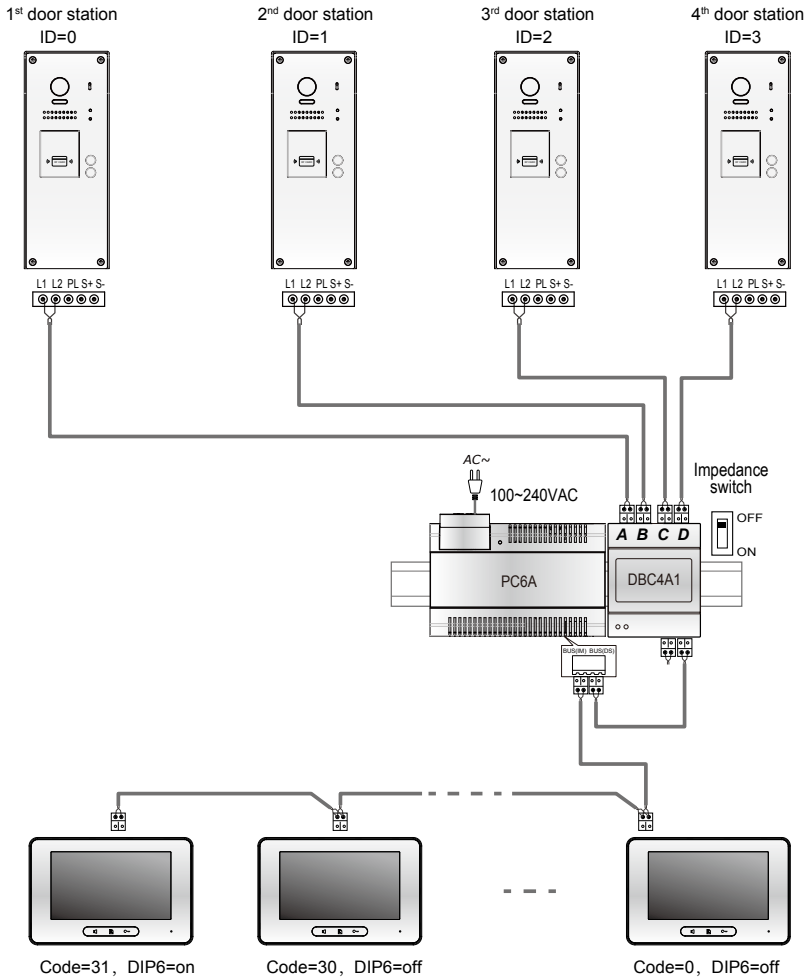 1st door station 2nd door station 3rd door station 4th door station
ID=0 ID=1 ID=2 ID=3
L1 L2 PL S+ S- L1 L2 PL S+ S- L1 L2 PL S+ S- L1 L2 PL S+ S-
AC~
100~240VAC
Impedance
switch
OFF
ON
A B C D
PC6A DBC4A1
BUS(IM) BUS(DS)
Code=31, DIP6=on Code=30, DIP6=off Code=0, DIP6=off